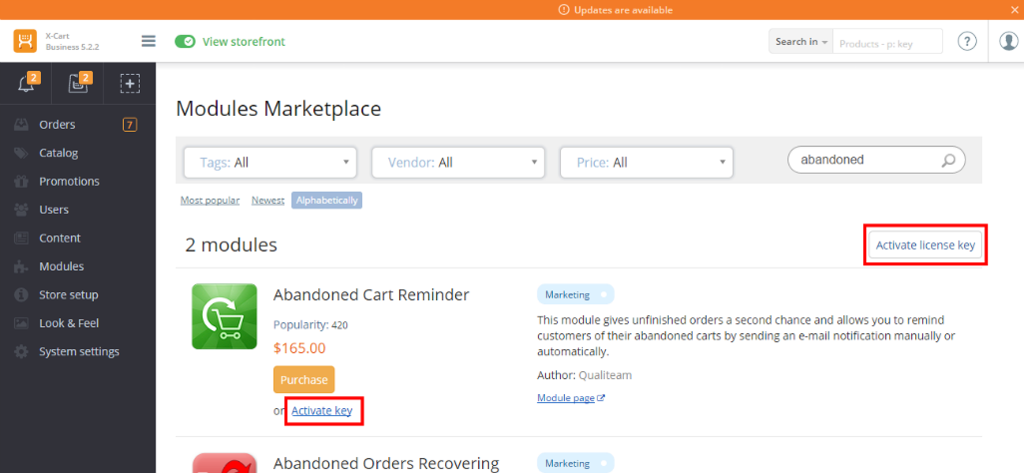 Updates are available
X-Cart
Business 5.2.2
View storefront
Search in
Products - p: key
?
2
2
Orders
7
Catalog
Promotions
Users
Content
Modules
Store setup
Look & Feel
System settings
Modules Marketplace
Tags: All
Vendor: All
Price: All
abandoned
Most popular
Newest
Alphabetically
2 modules
Activate license key
Abandoned Cart Reminder
Popularity: 420
$165.00
Purchase
or Activate key
Marketing
This module gives unfinished orders a second chance and allows you to remind
customers of their abandoned carts by sending an e-mail notification manually or
automatically.
Author: Qualiteam
Module page
Abandoned Orders Recovering
Marketing